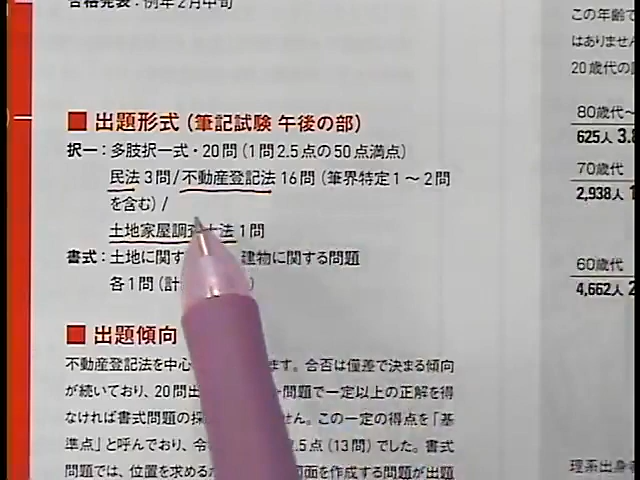 合格発表：例年2月中旬
■ 出題形式（筆記試験 午後の部）
択一：多肢択一式・20問（1問2.5点の50点満点）
民法3問/不動産登記法16問（筆界特定1～2問
を含む）/
土地家屋調査士法1問
書式：土地に関す 建物に関する問題
各1問（計 ）
■ 出題傾向
不動産登記法を中心 ます。合否は僅差で決まる傾向
が続いており、20問出 問題で一定以上の正解を得
なければ書式問題の採 せん。この一定の得点を「基
準点」と呼んでおり、令 2.5点（13問）でした。書式
問題では、位置を求める 図面を作成する問題が出題
この年齢で
はありません
20歳代の
80歳代～
625人 3.8
70歳代
2,938人 1
60歳代
4,662人 2
理系出身者